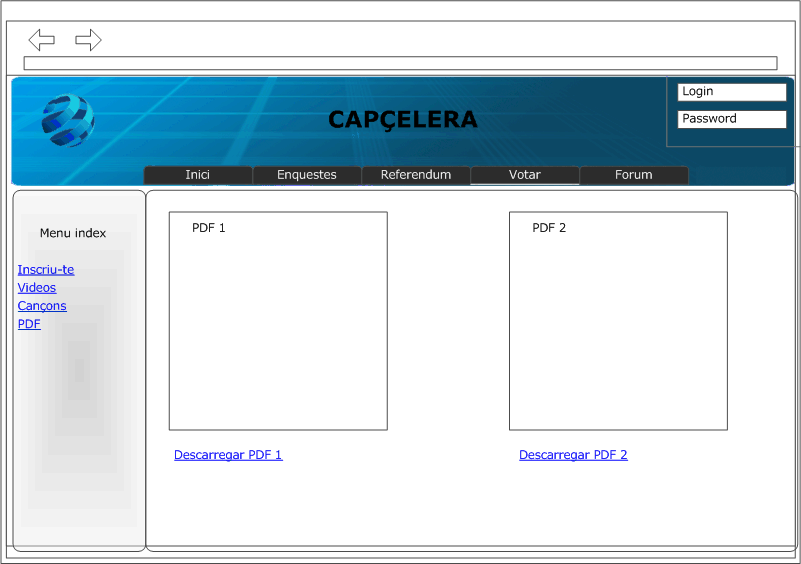 Login
CAPÇELERA
Password
Inici Enquestes Referendum Votar Forum
Menu index
Inscriu-te
Videos
Cançons
PDF
PDF 1
PDF 2
Descarregar PDF 1
Descarregar PDF 2